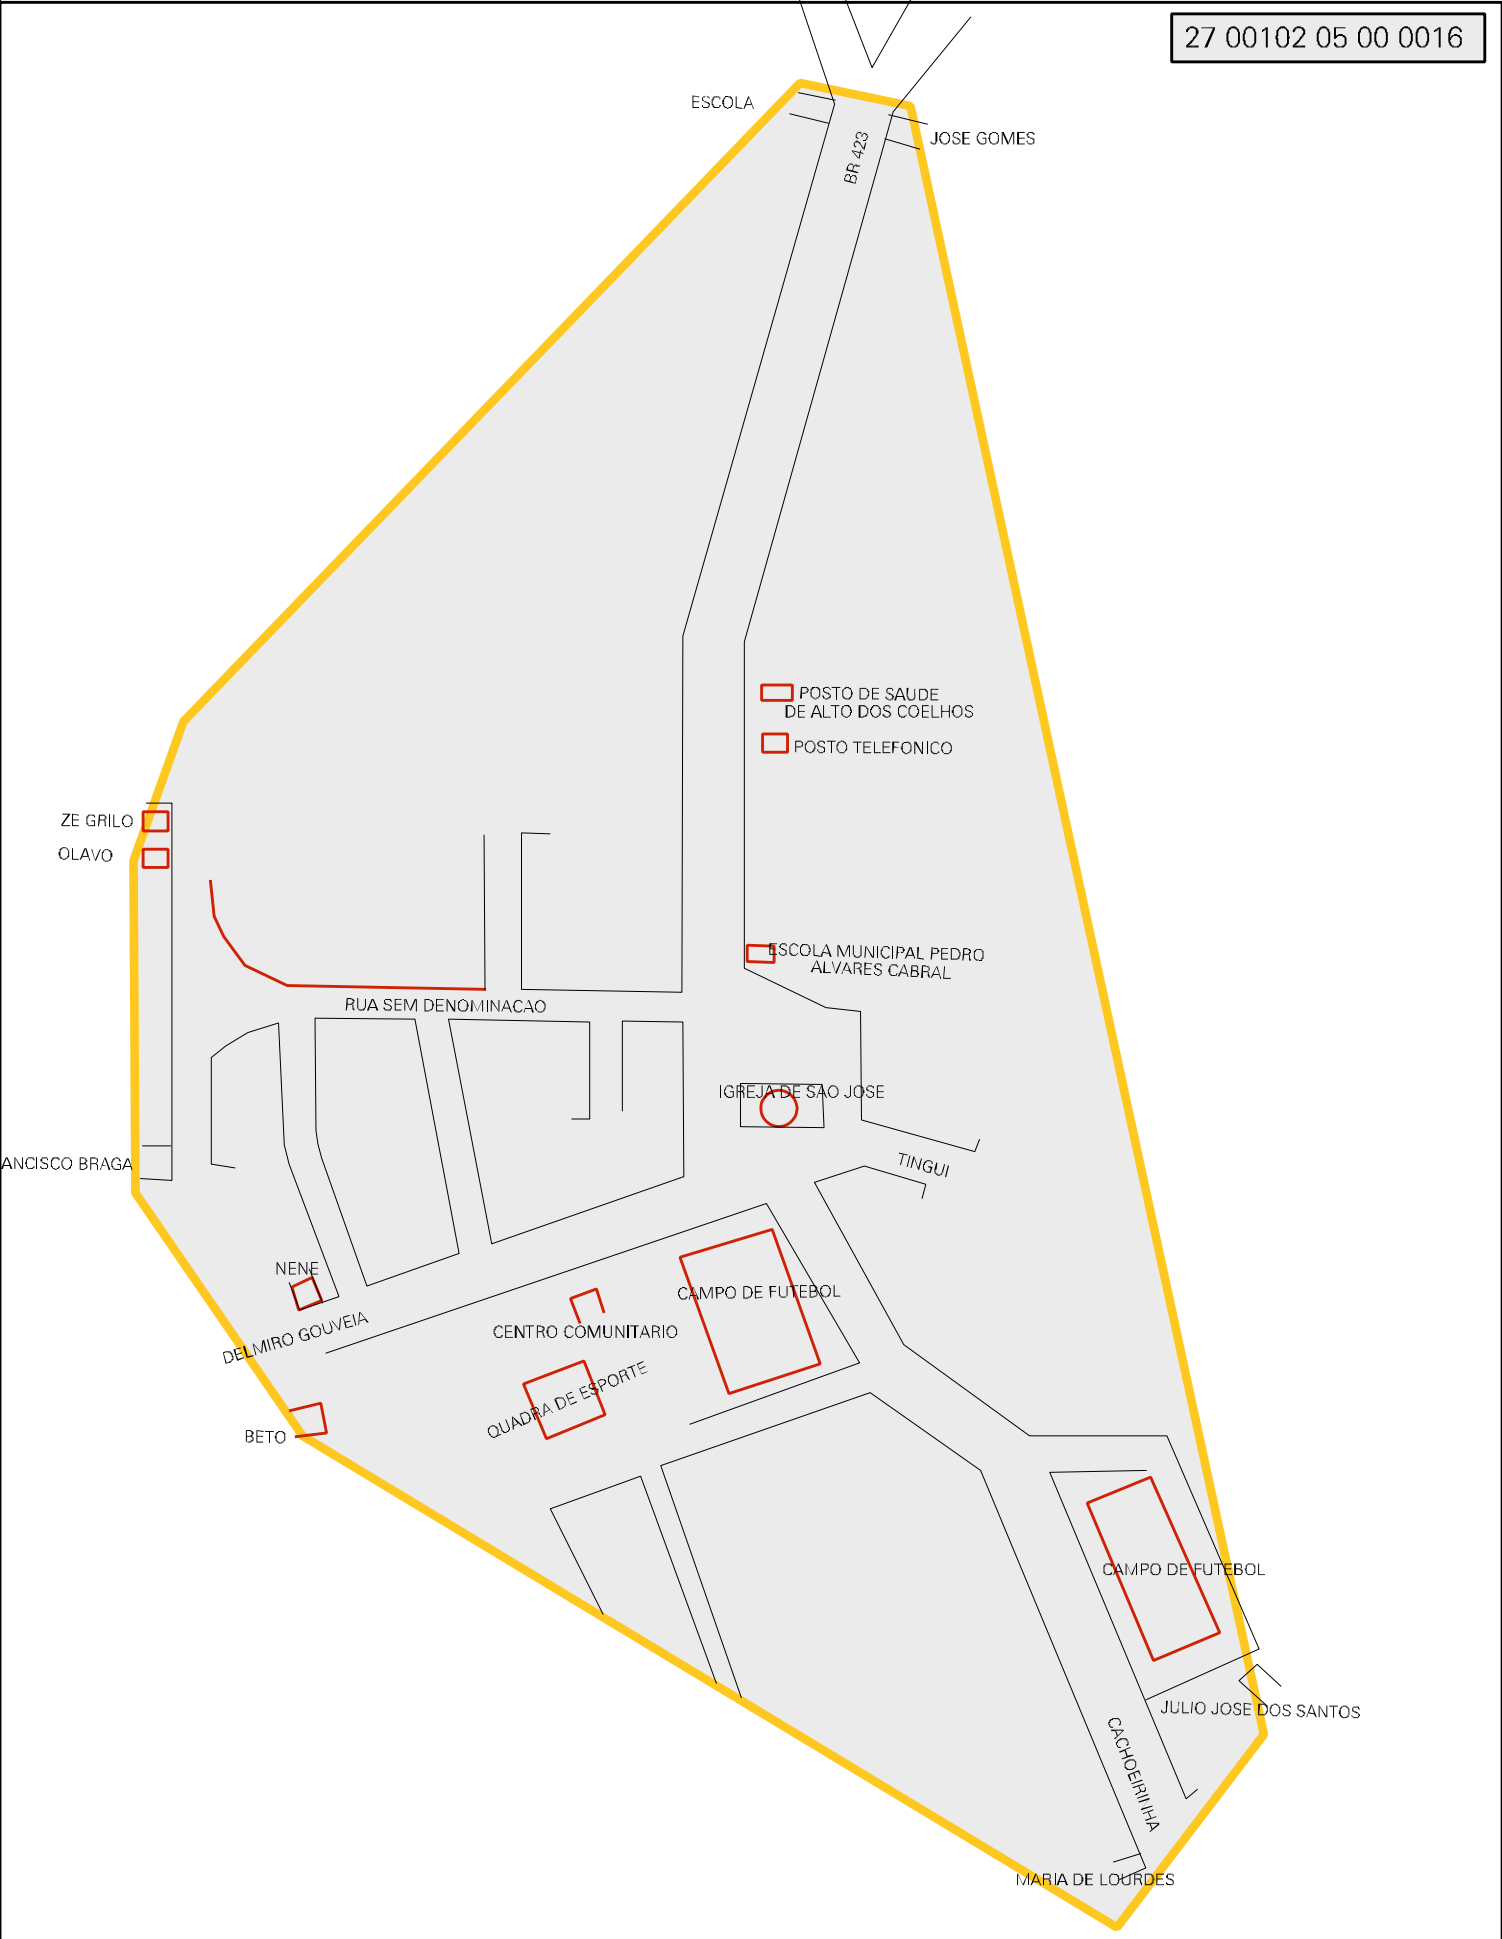 27 00102 05 00 0016
ESCOLA
JOSE GOMES
BR 423
POSTO DE SAUDE
DE ALTO DOS COELHOS
POSTO TELEFONICO
ZE GRILO
OLAVO
ESCOLA MUNICIPAL PEDRO
ALVARES CABRAL
RUA SEM DENOMINACAO
IGREJA DE SAO JOSE
ANCISCO BRAGA
TINGUI
NENE
CAMPO DE FUTEBOL
DELMIRO GOUVEIA
CENTRO COMUNITARIO
QUADRA DE ESPORTE
BETO
CAMPO DE FUTEBOL
JULIO JOSE DOS SANTOS
CACHOEIRINHA
MARIA DE LOURDES